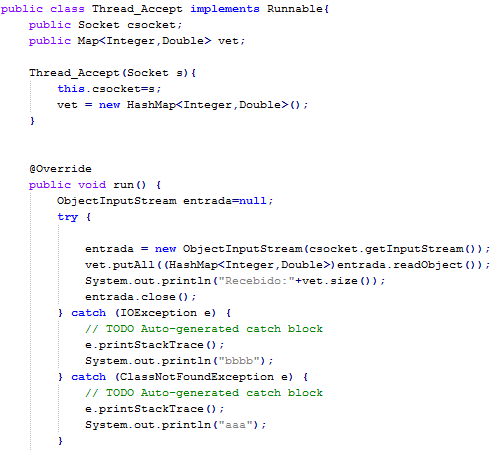 public class Thread_Accept implements Runnable{
    public Socket csocket;
    public Map<Integer,Double> vet;

    Thread_Accept(Socket s){
        this.csocket=s;
        vet = new HashMap<Integer,Double>();
    }


    @Override
    public void run() {
        ObjectInputStream entrada=null;
        try {

            entrada = new ObjectInputStream(csocket.getInputStream());
            vet.putAll((HashMap<Integer,Double>)entrada.readObject());
            System.out.println("Recebido:"+vet.size());
            entrada.close();
        } catch (IOException e) {
            // TODO Auto-generated catch block
            e.printStackTrace();
            System.out.println("bbbb");
        } catch (ClassNotFoundException e) {
            // TODO Auto-generated catch block
            e.printStackTrace();
            System.out.println("aaa");
        }